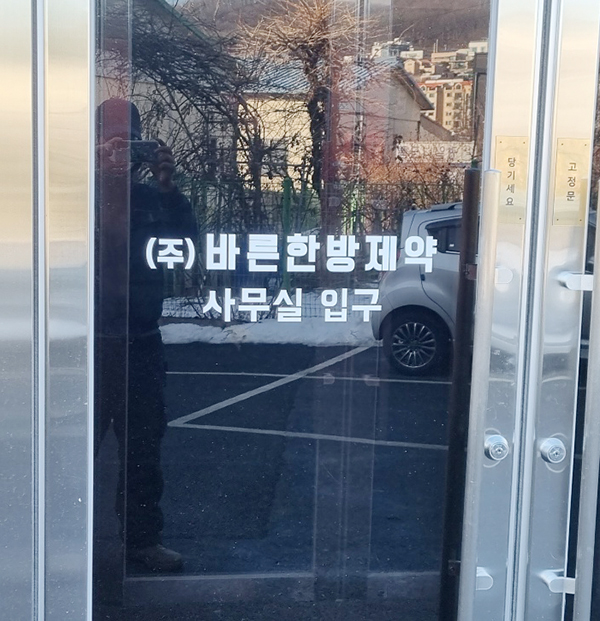 (주) 바른한방제약
사무실 입구
당기세요
고정문